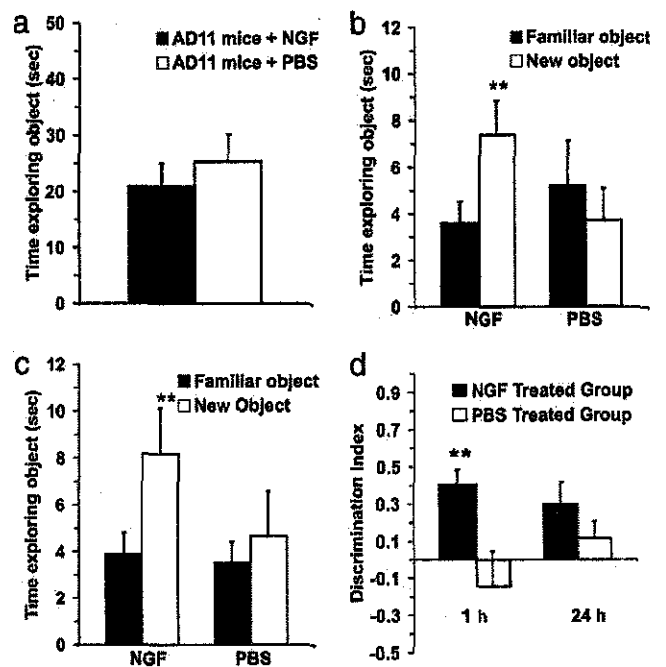 a
AD11 mice + NGF
AD11 mice + PBS
Time exploring object (sec)
50
40
30
25
20
10
0
b
Familiar object
New object
Time exploring object (sec)
12
10
8
6
4
2
0
**
NGF
PBS
c
Familiar object
New Object
Time exploring object (sec)
12
10
8
6
4
2
0
**
NGF
PBS
d
NGF Treated Group
PBS Treated Group
Discrimination Index
0.9
0.7
0.5
0.3
0.1
-0.1
-0.3
-0.5
**
1 h
24 h